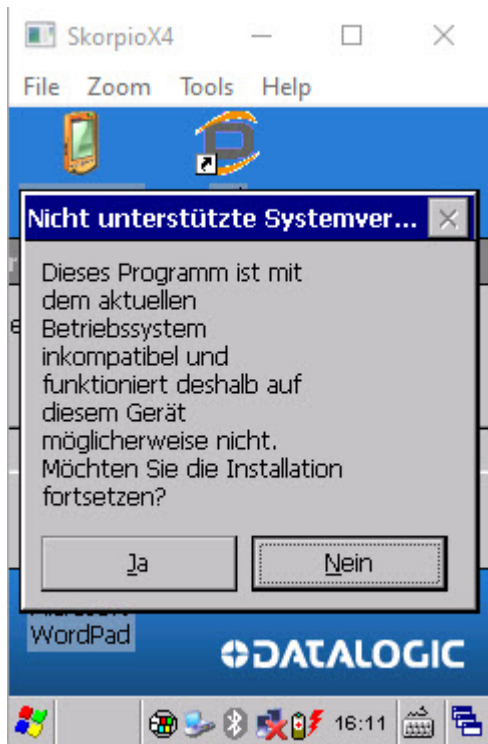 SkorpioX4
File Zoom Tools Help
Nicht unterstützte Systemver...
Dieses Programm ist mit
dem aktuellen
Betriebssystem
inkompatibel und
funktioniert deshalb auf
diesem Gerät
möglicherweise nicht.
Möchten Sie die Installation
fortsetzen?
Ja Nein
WordPad
DATALOGIC
16:11